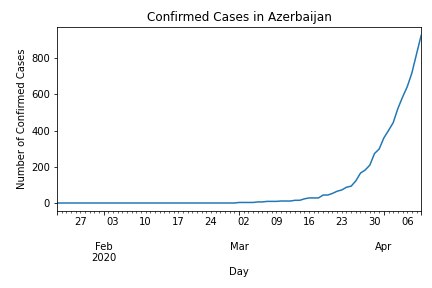 Confirmed Cases in Azerbaijan
Number of Confirmed Cases
800
600
400
200
0
27 03 10 17 24 02 09 16 23 30 06
Feb Mar Apr
2020
Day